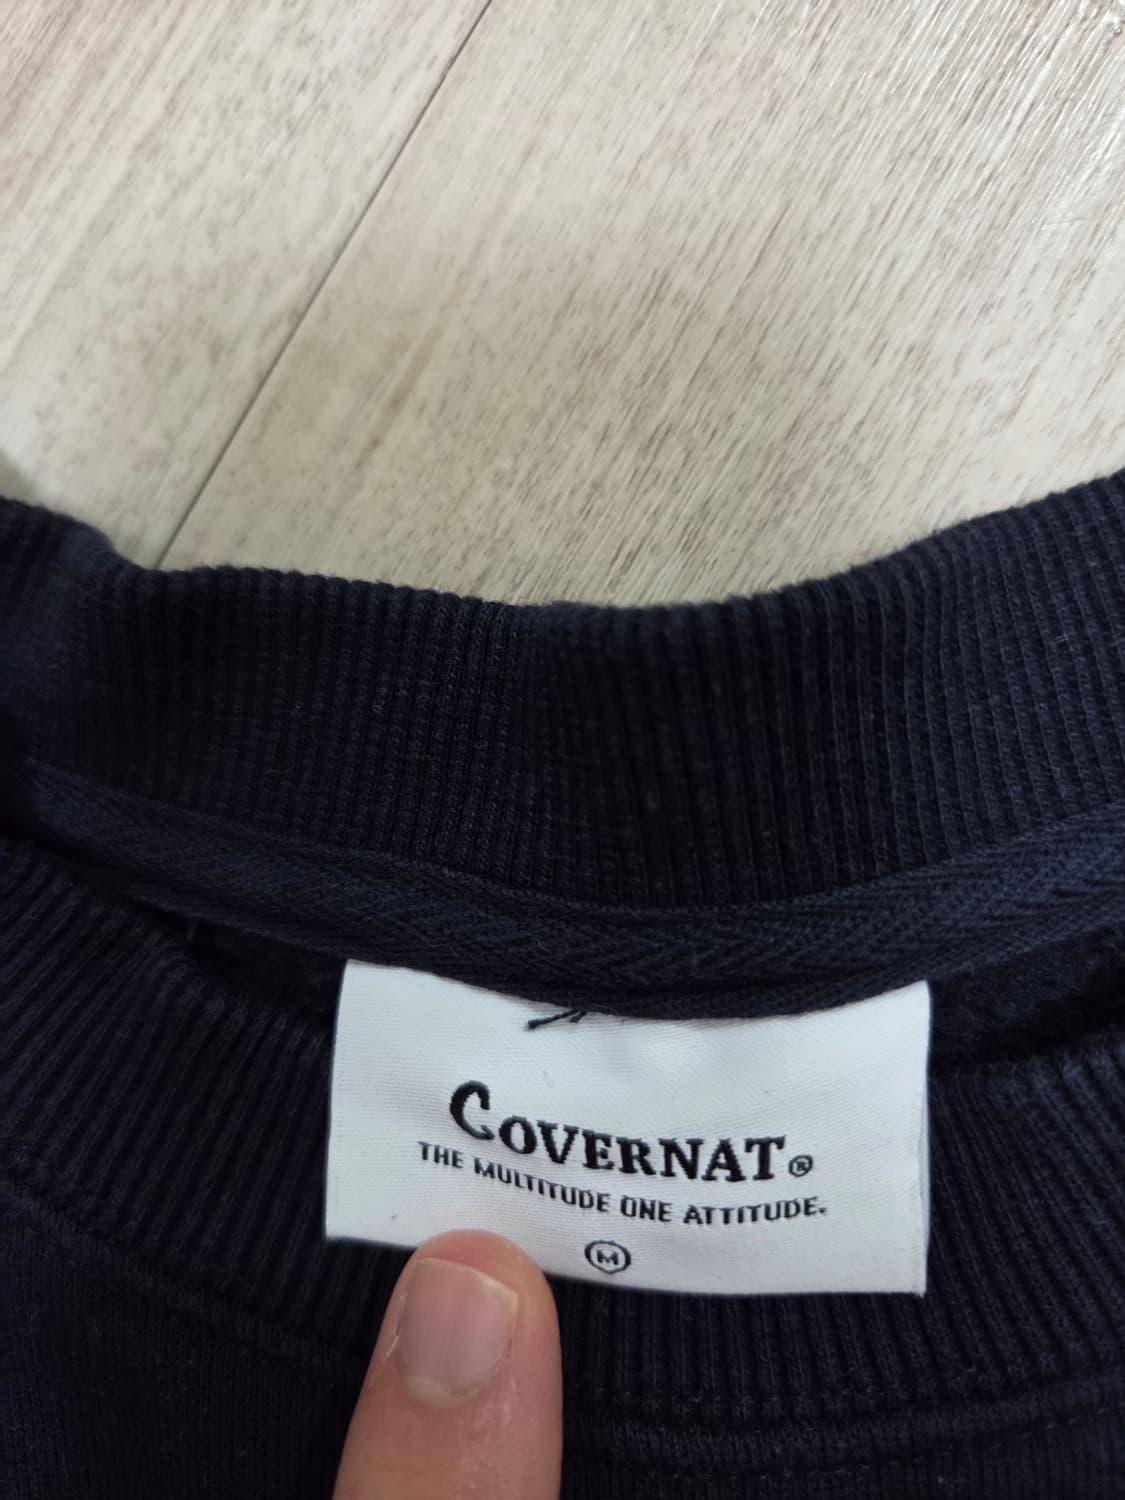 COVERNAT®
THE MULTITUDE ONE ATTITUDE.
M